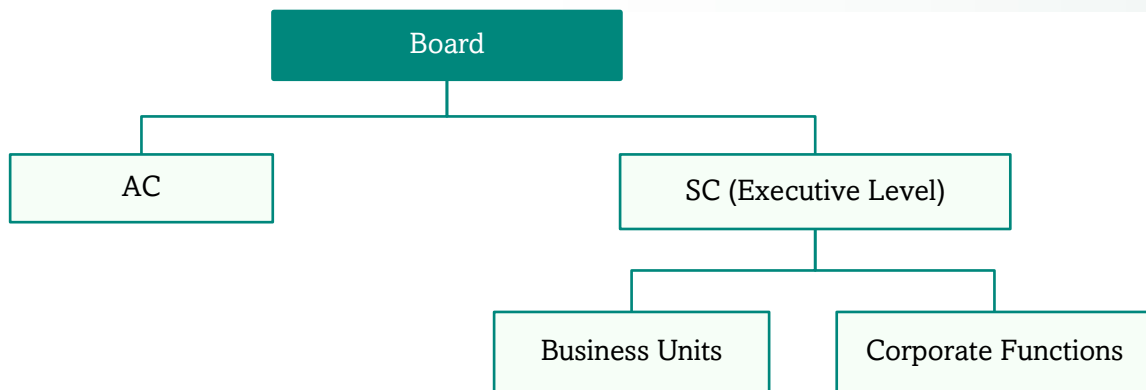 Board
AC
SC (Executive Level)
Business Units
Corporate Functions